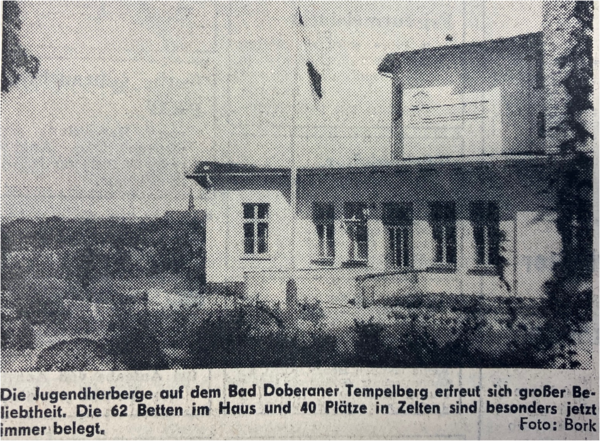 Die Jugendherberge auf dem Bad Doberaner Tempelberg erfreut sich großer Be-
liebtheit. Die 62 Betten im Haus und 40 Plätze in Zelten sind besonders jetzt
immer belegt. Foto: Bork